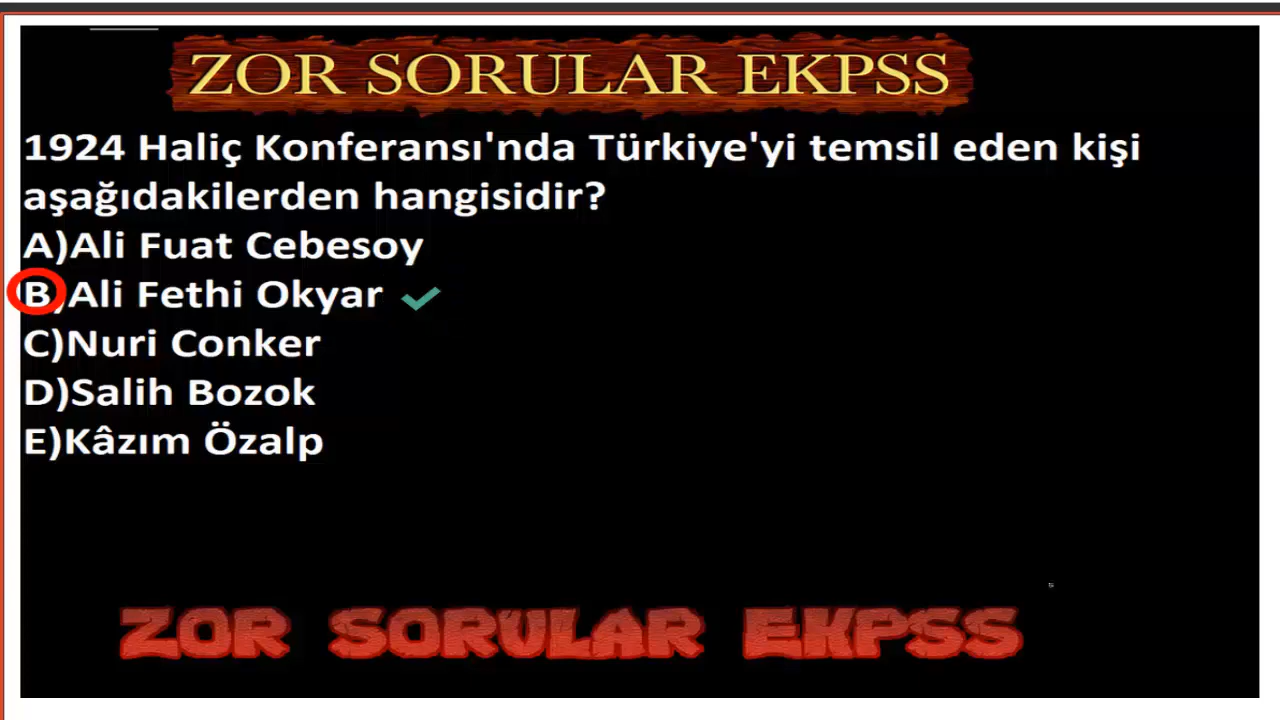 ZOR SORULAR EKPSS
1924 Haliç Konferansı'nda Türkiye'yi temsil eden kişi
aşağıdakilerden hangisidir?
A)Ali Fuat Cebesoy
B)Ali Fethi Okyar
C)Nuri Conker
D)Salih Bozok
E)Kâzım Özalp
ZOR SORULAR EKPSS